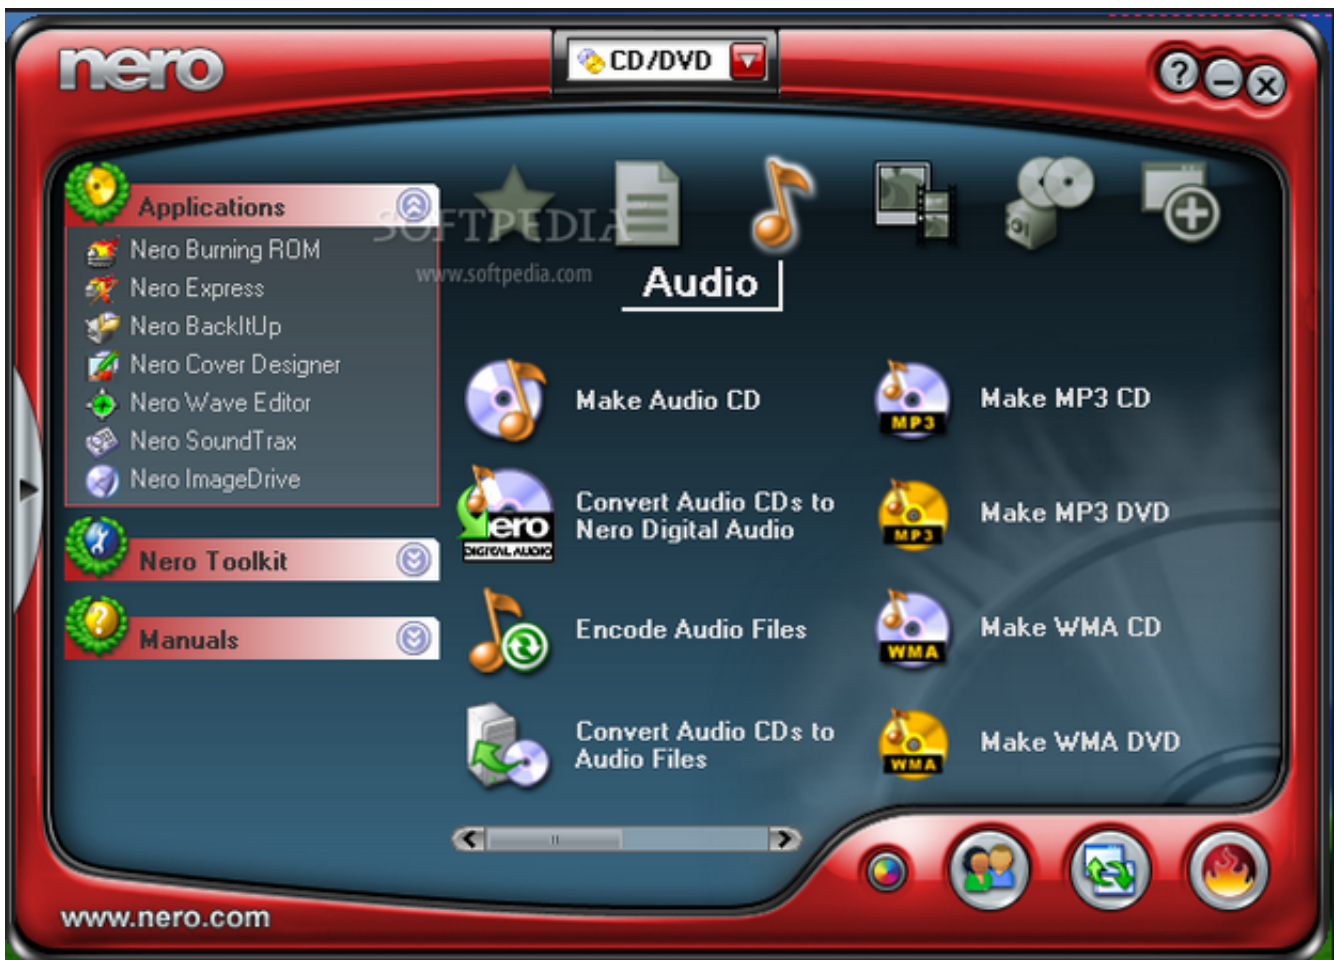 nero
CD/DVD
?
Applications
Nero Burning ROM
Nero Express
Nero BackItUp
Nero Cover Designer
Nero Wave Editor
Nero SoundTrax
Nero ImageDrive
Nero Toolkit
Manuals
SOFTPEDIA
www.softpedia.com
Audio
Make Audio CD
MP3
Make MP3 CD
nero
DIGITAL AUDIO
Convert Audio CDs to
Nero Digital Audio
MP3
Make MP3 DVD
Encode Audio Files
WMA
Make WMA CD
Convert Audio CDs to
Audio Files
WMA
Make WMA DVD
www.nero.com